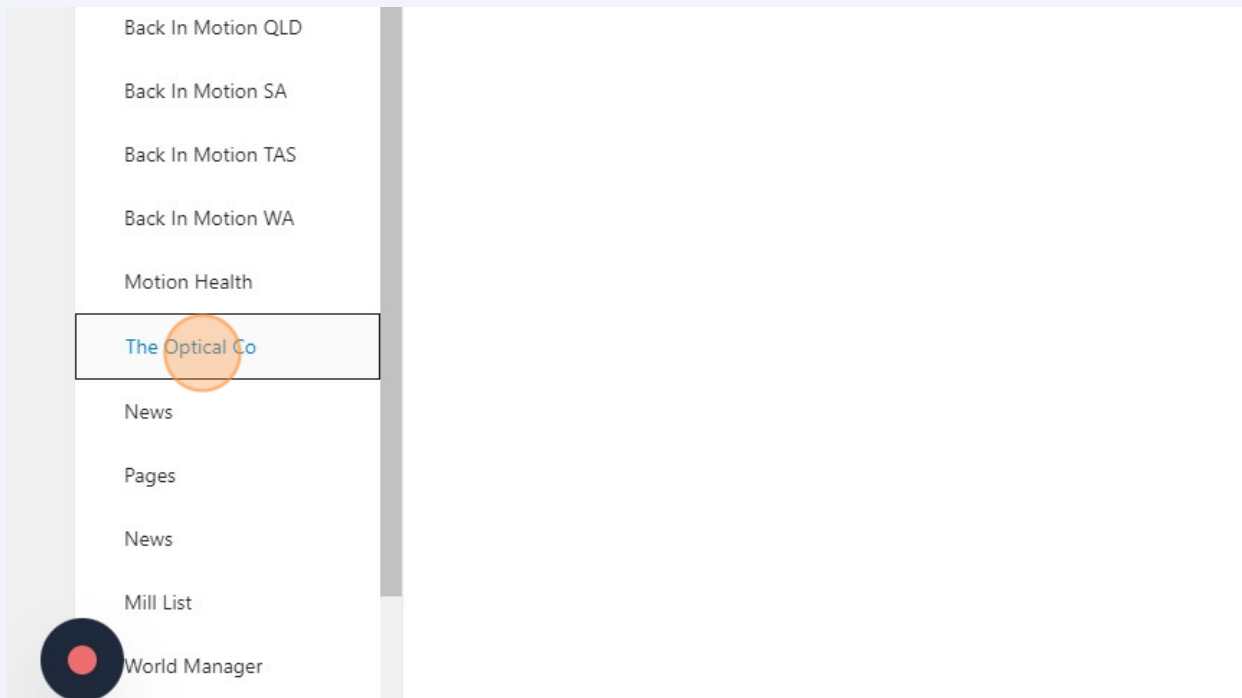 Back In Motion QLD
Back In Motion SA
Back In Motion TAS
Back In Motion WA
Motion Health
The Optical Co
News
Pages
News
Mill List
World Manager